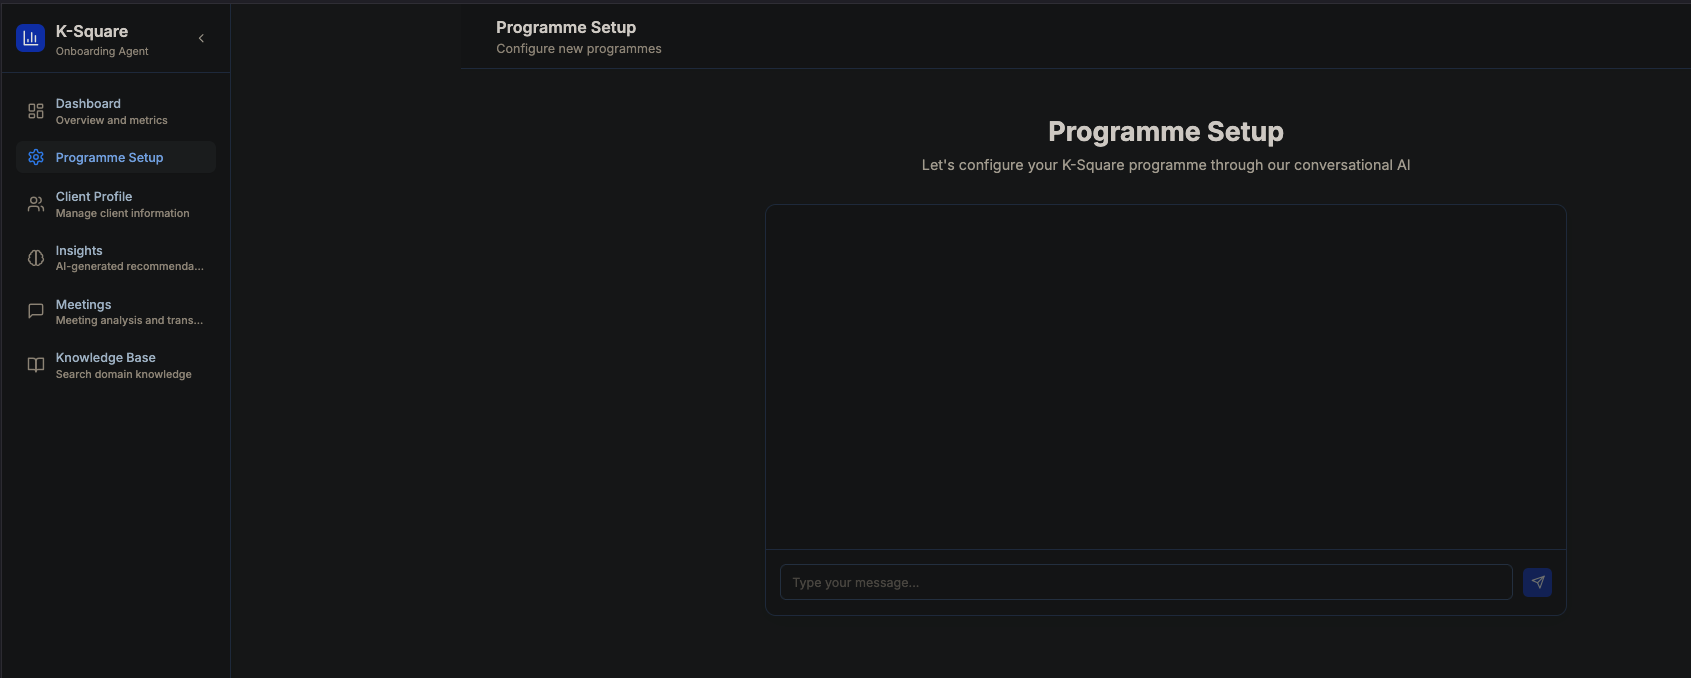 K-Square
Onboarding Agent
Dashboard
Overview and metrics
Programme Setup
Client Profile
Manage client information
Insights
AI-generated recommenda...
Meetings
Meeting analysis and trans...
Knowledge Base
Search domain knowledge
Programme Setup
Configure new programmes
Programme Setup
Let's configure your K-Square programme through our conversational AI
Type your message...